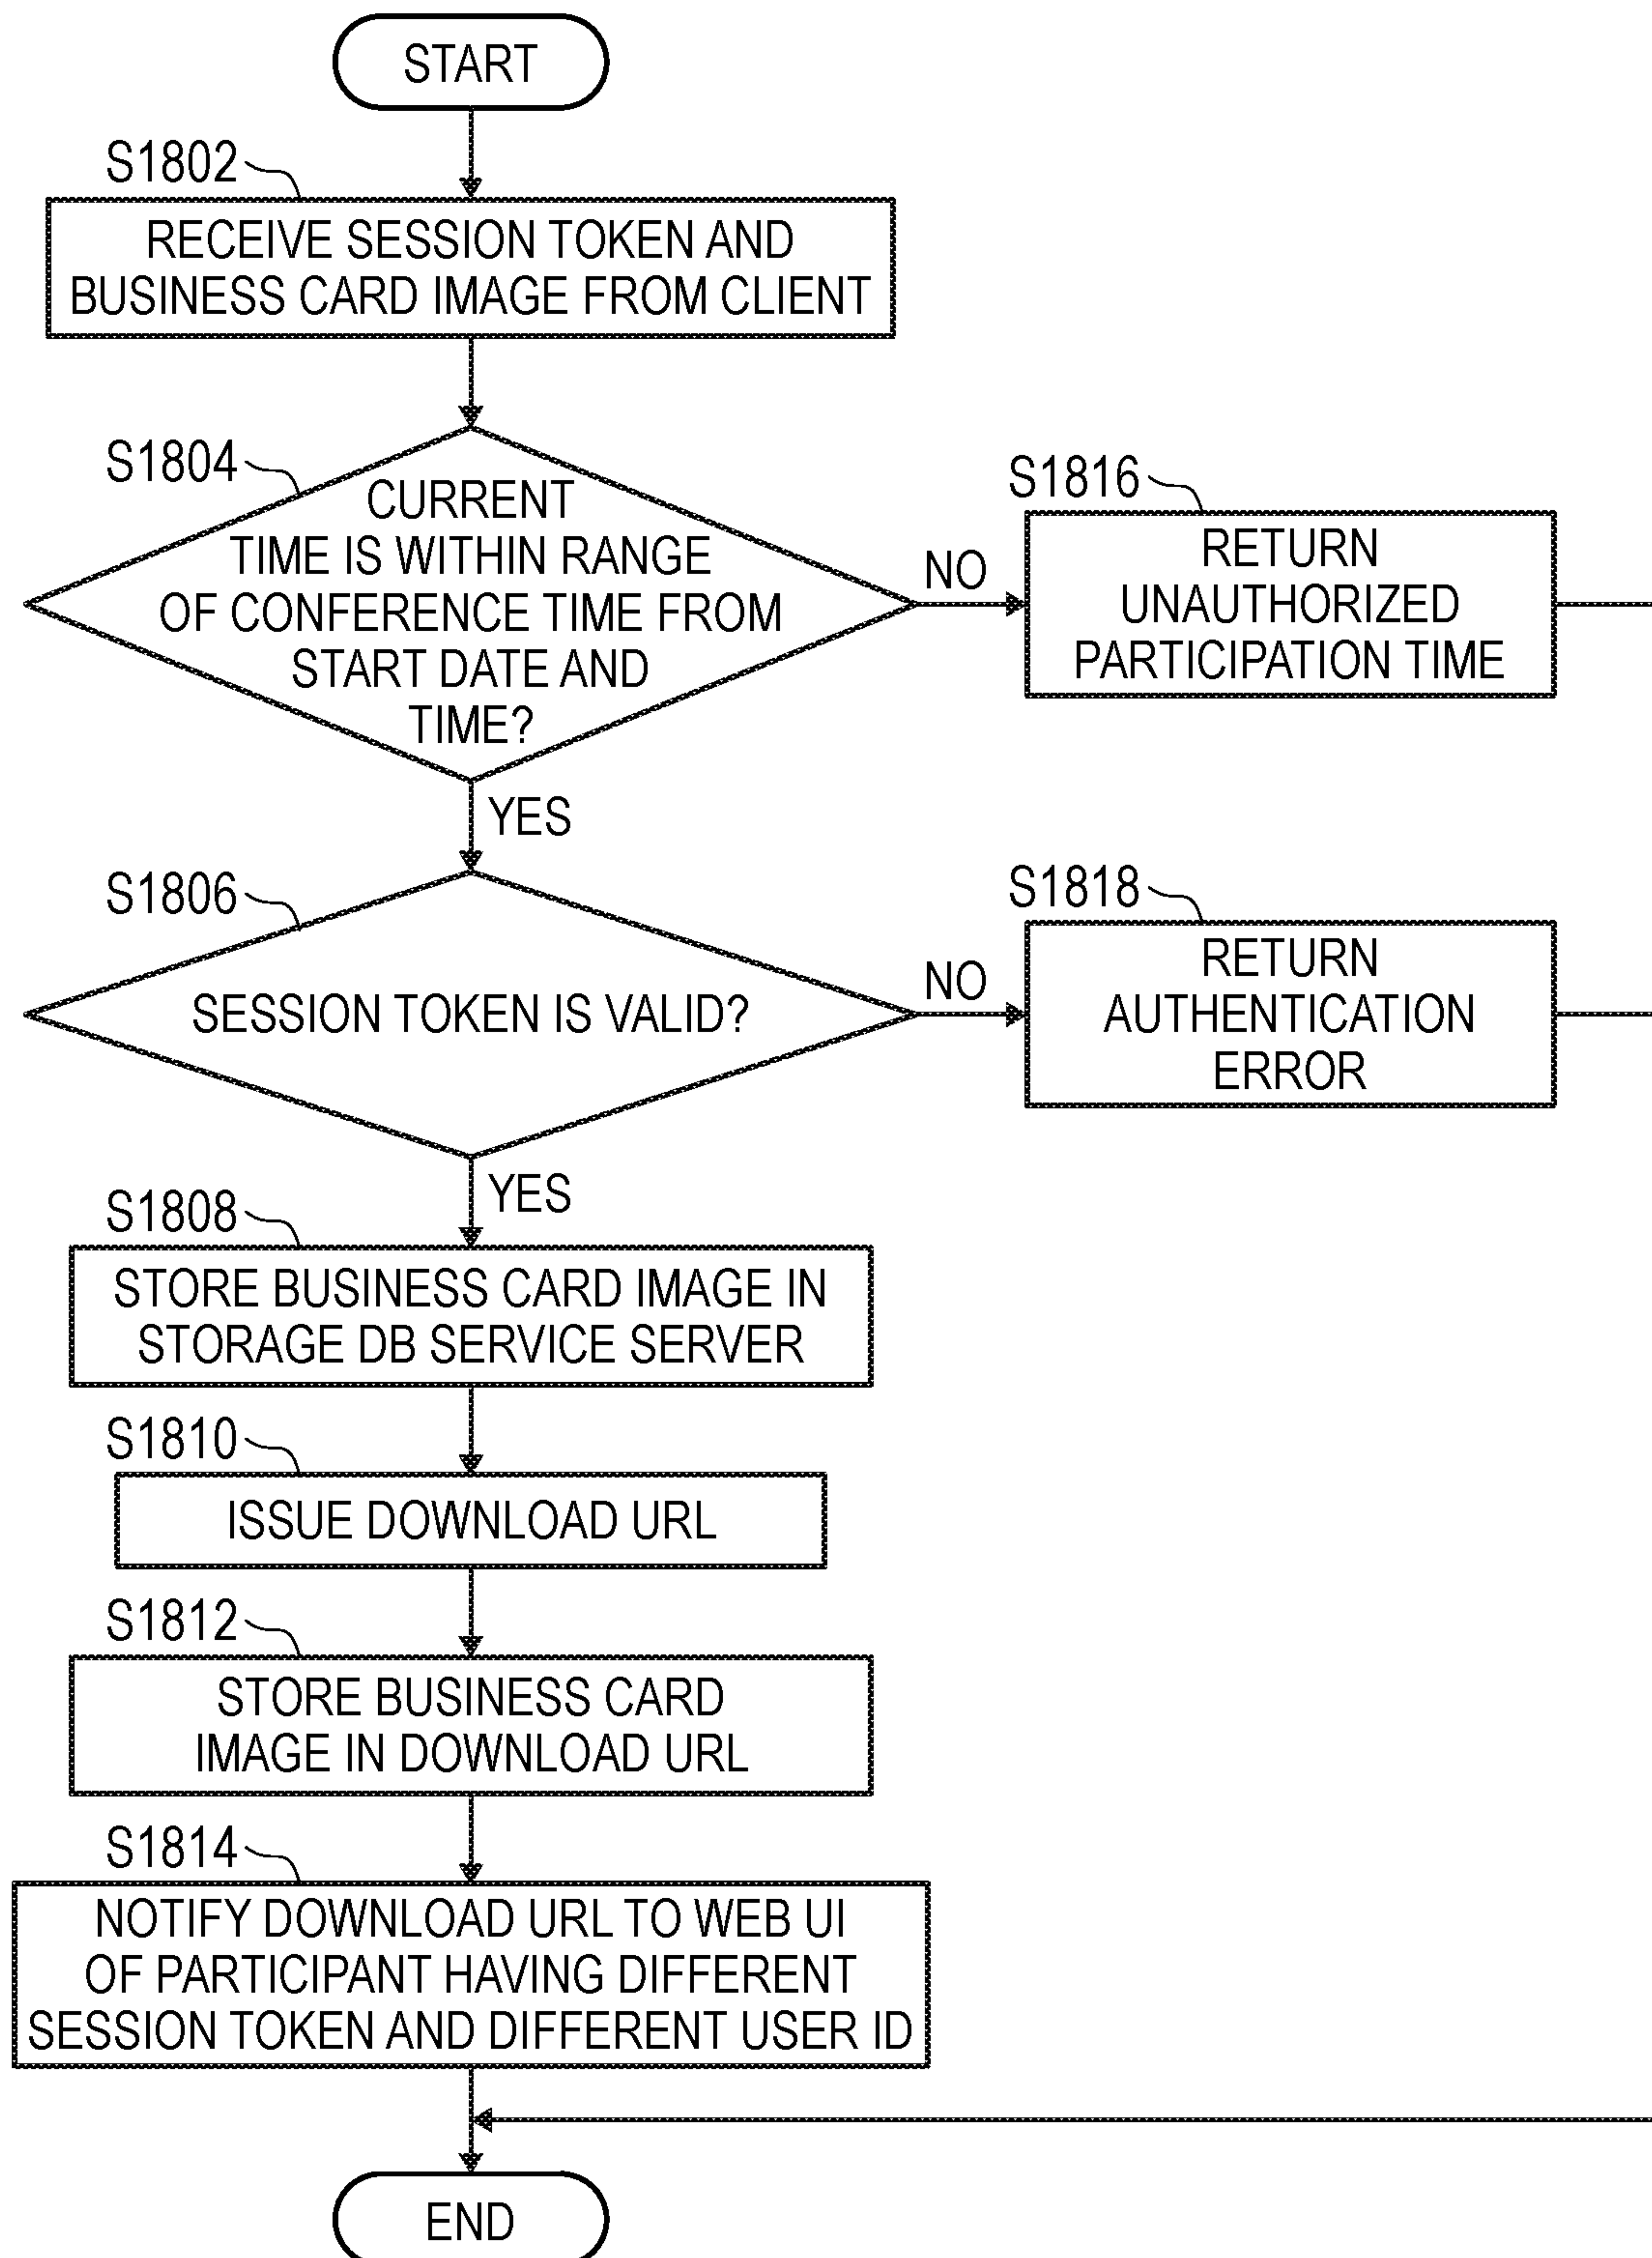 START
S1802
RECEIVE SESSION TOKEN AND
BUSINESS CARD IMAGE FROM CLIENT
S1804
CURRENT
TIME IS WITHIN RANGE
OF CONFERENCE TIME FROM
START DATE AND
TIME?
NO
S1816
RETURN
UNAUTHORIZED
PARTICIPATION TIME
YES
S1806
SESSION TOKEN IS VALID?
NO
S1818
RETURN
AUTHENTICATION
ERROR
YES
S1808
STORE BUSINESS CARD IMAGE IN
STORAGE DB SERVICE SERVER
S1810
ISSUE DOWNLOAD URL
S1812
STORE BUSINESS CARD
IMAGE IN DOWNLOAD URL
S1814
NOTIFY DOWNLOAD URL TO WEB UI
OF PARTICIPANT HAVING DIFFERENT
SESSION TOKEN AND DIFFERENT USER ID
END